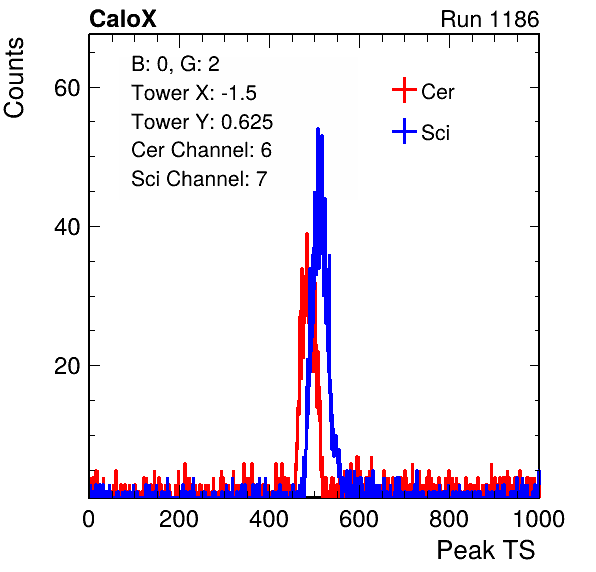 CaloX Run 1186
Counts
60
40
20
B: 0, G: 2
Tower X: -1.5
Tower Y: 0.625
Cer Channel: 6
Sci Channel: 7
Cer
Sci
0 200 400 600 800 1000
Peak TS